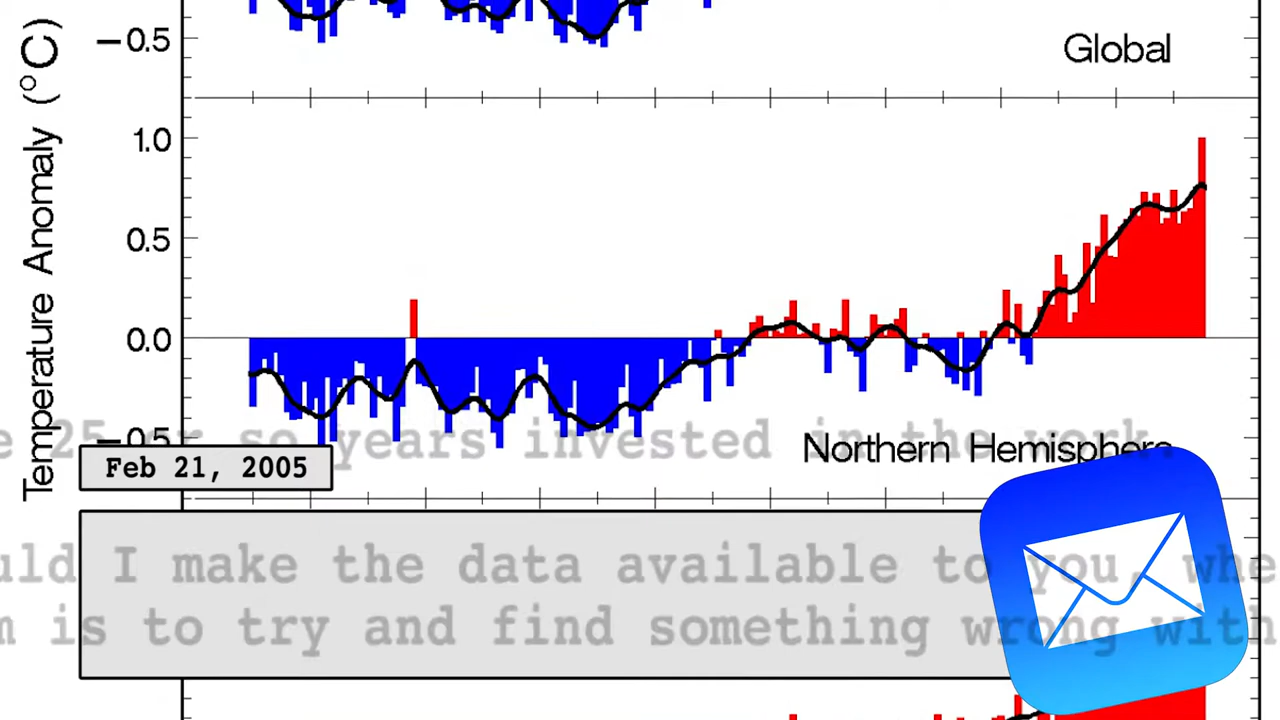 Temperature Anomaly (°C)
−0.5
Global
1.0
0.5
0.0
−0.5
25 or so years invested in the work
Northern Hemisphere
Feb 21, 2005
I make the data available to you,
is to try and find something wrong with